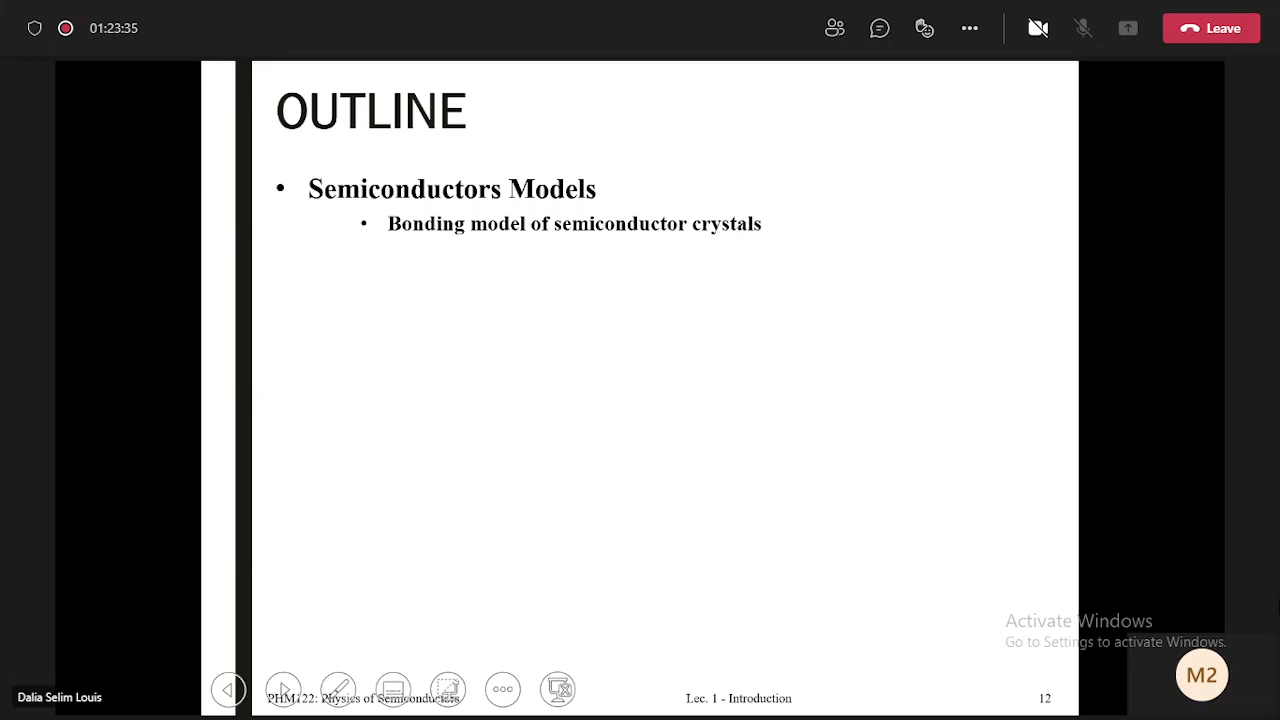 01:23:35
Leave
OUTLINE
• Semiconductors Models
• Bonding model of semiconductor crystals
Activate Windows
Go to Settings to activate Windows.
M2
Dalia Selim Louis
PHM122: Physics of Semiconductors
Lec. 1 - Introduction
12